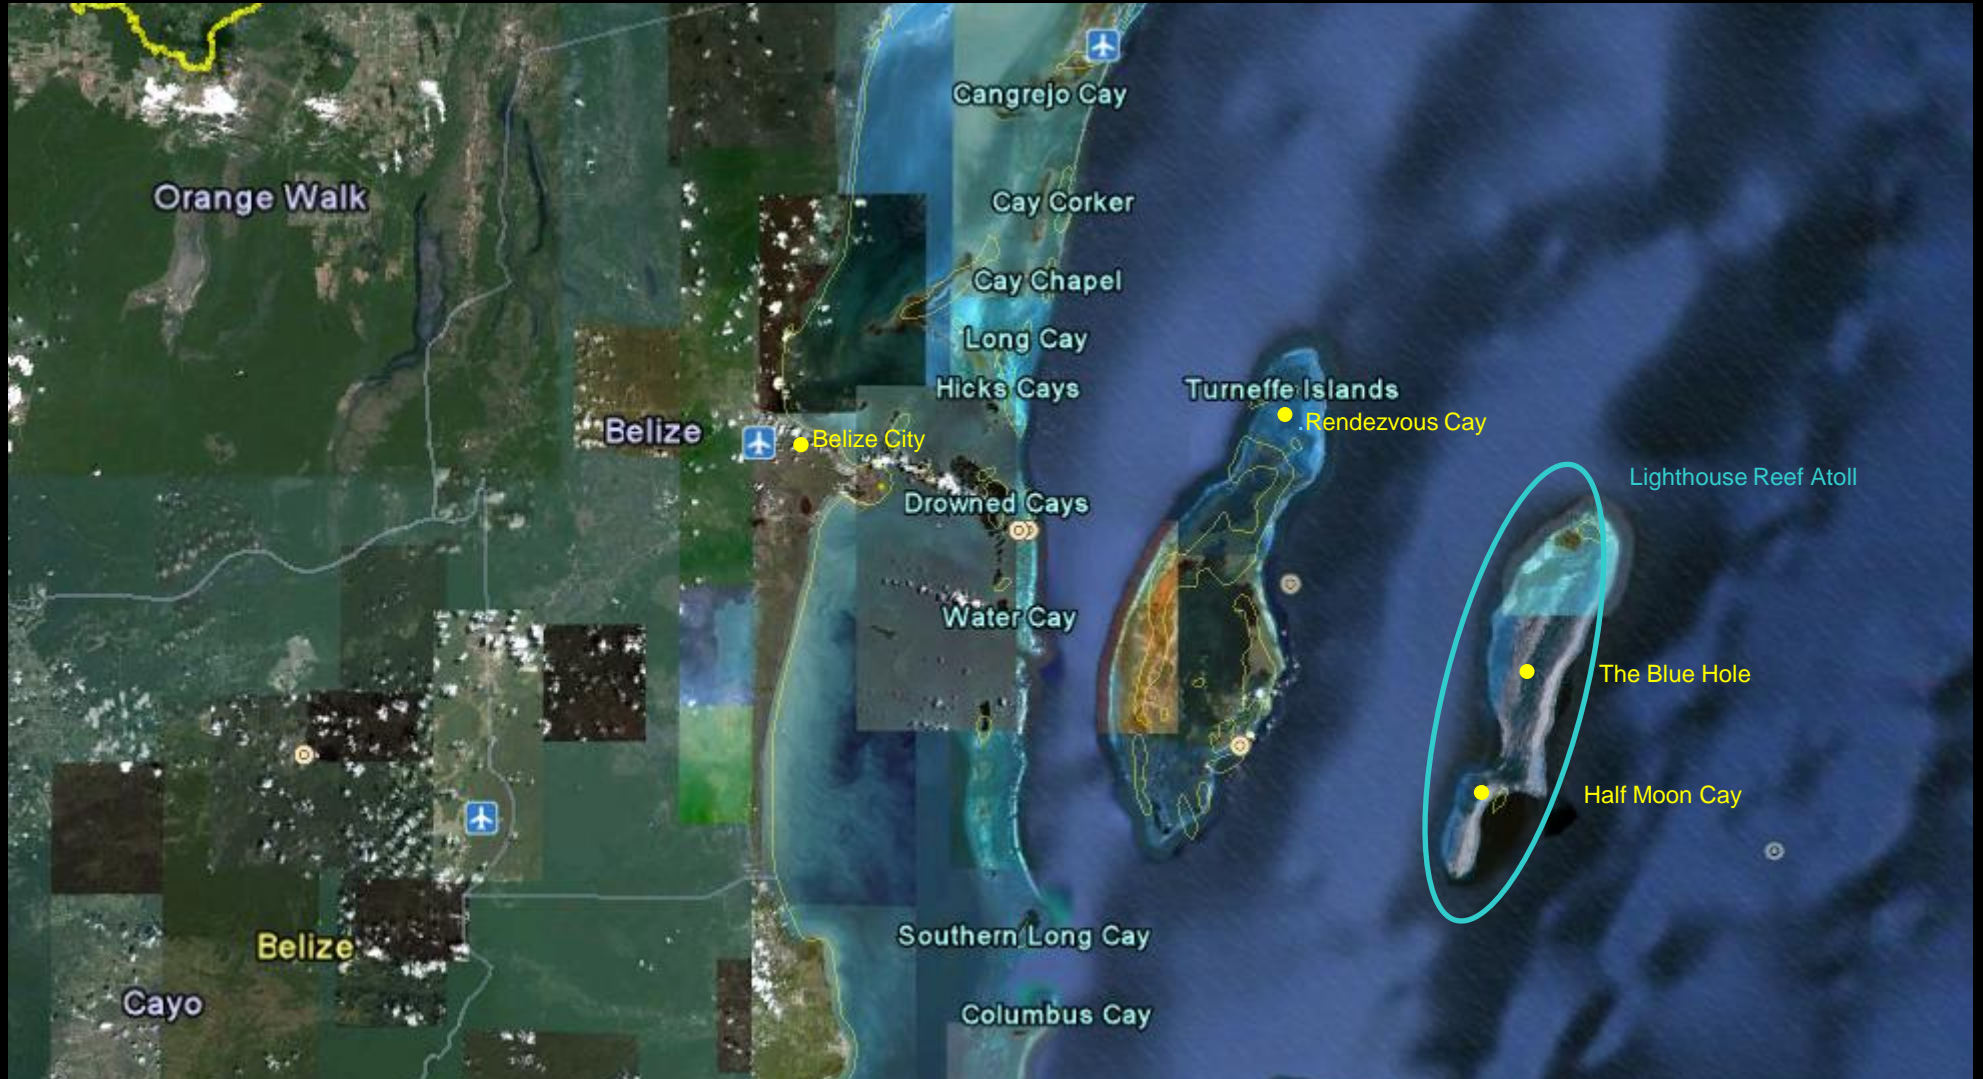 Cangrejo Cay
Orange Walk
Cay Corker
Cay Chapel
Long Cay
Hicks Cays
Turneffe Islands
.Rendezvous Cay
Belize
Belize City
Lighthouse Reef Atoll
Drowned Cays
Water Cay
The Blue Hole
Half Moon Cay
Southern Long Cay
Belize
Cayo
Columbus Cay